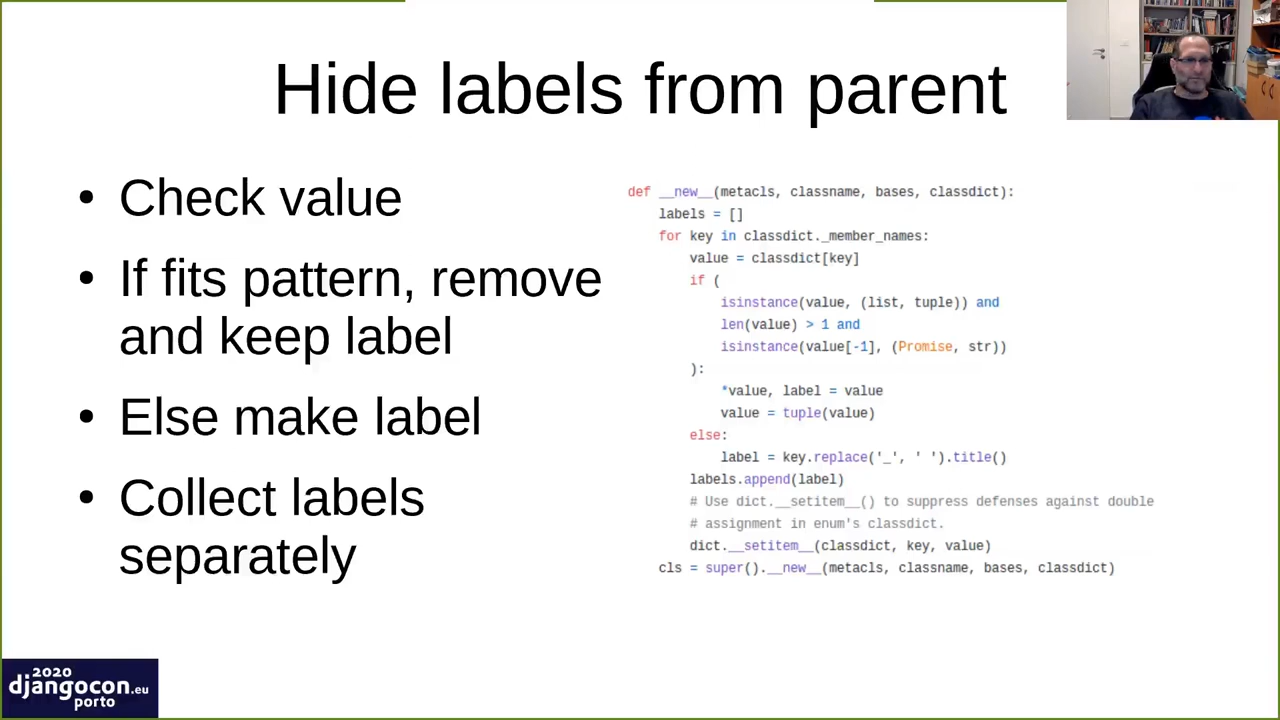 Hide labels from parent
• Check value
• If fits pattern, remove
and keep label
• Else make label
• Collect labels
separately
def __new__(metacls, classname, bases, classdict):
    labels = []
    for key in classdict._member_names:
        value = classdict[key]
        if (
            isinstance(value, (list, tuple)) and
            len(value) > 1 and
            isinstance(value[-1], (Promise, str))
        ):
            *value, label = value
            value = tuple(value)
        else:
            label = key.replace('_', ' ').title()
        labels.append(label)
        # Use dict.__setitem__() to suppress defenses against double
        # assignment in enum's classdict.
        dict.__setitem__(classdict, key, value)
    cls = super().__new__(metacls, classname, bases, classdict)
2020
djangocon.eu
porto